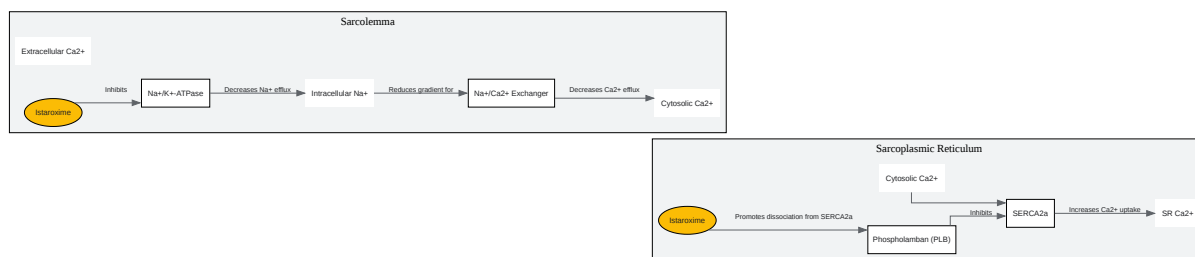 Sarcolemma
Extracellular Ca2+
Istaroxime
Inhibits
Na+/K+-ATPase
Decreases Na+ efflux
Intracellular Na+
Reduces gradient for
Na+/Ca2+ Exchanger
Decreases Ca2+ efflux
Cytosolic Ca2+
Sarcoplasmic Reticulum
Cytosolic Ca2+
Istaroxime
Promotes dissociation from SERCA2a
Phospholamban (PLB)
Inhibits
SERCA2a
Increases Ca2+ uptake
SR Ca2+